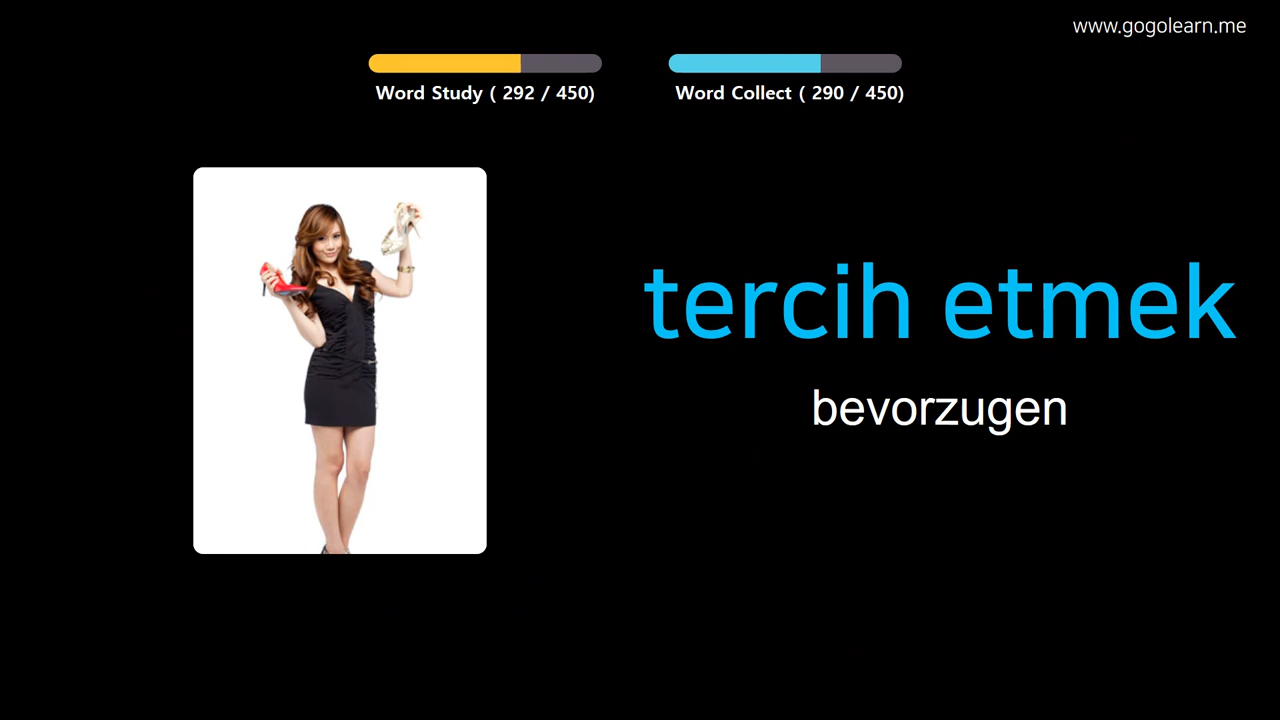 www.gogolearn.me
Word Study ( 292 / 450)
Word Collect ( 290 / 450)
tercih etmek
bevorzugen